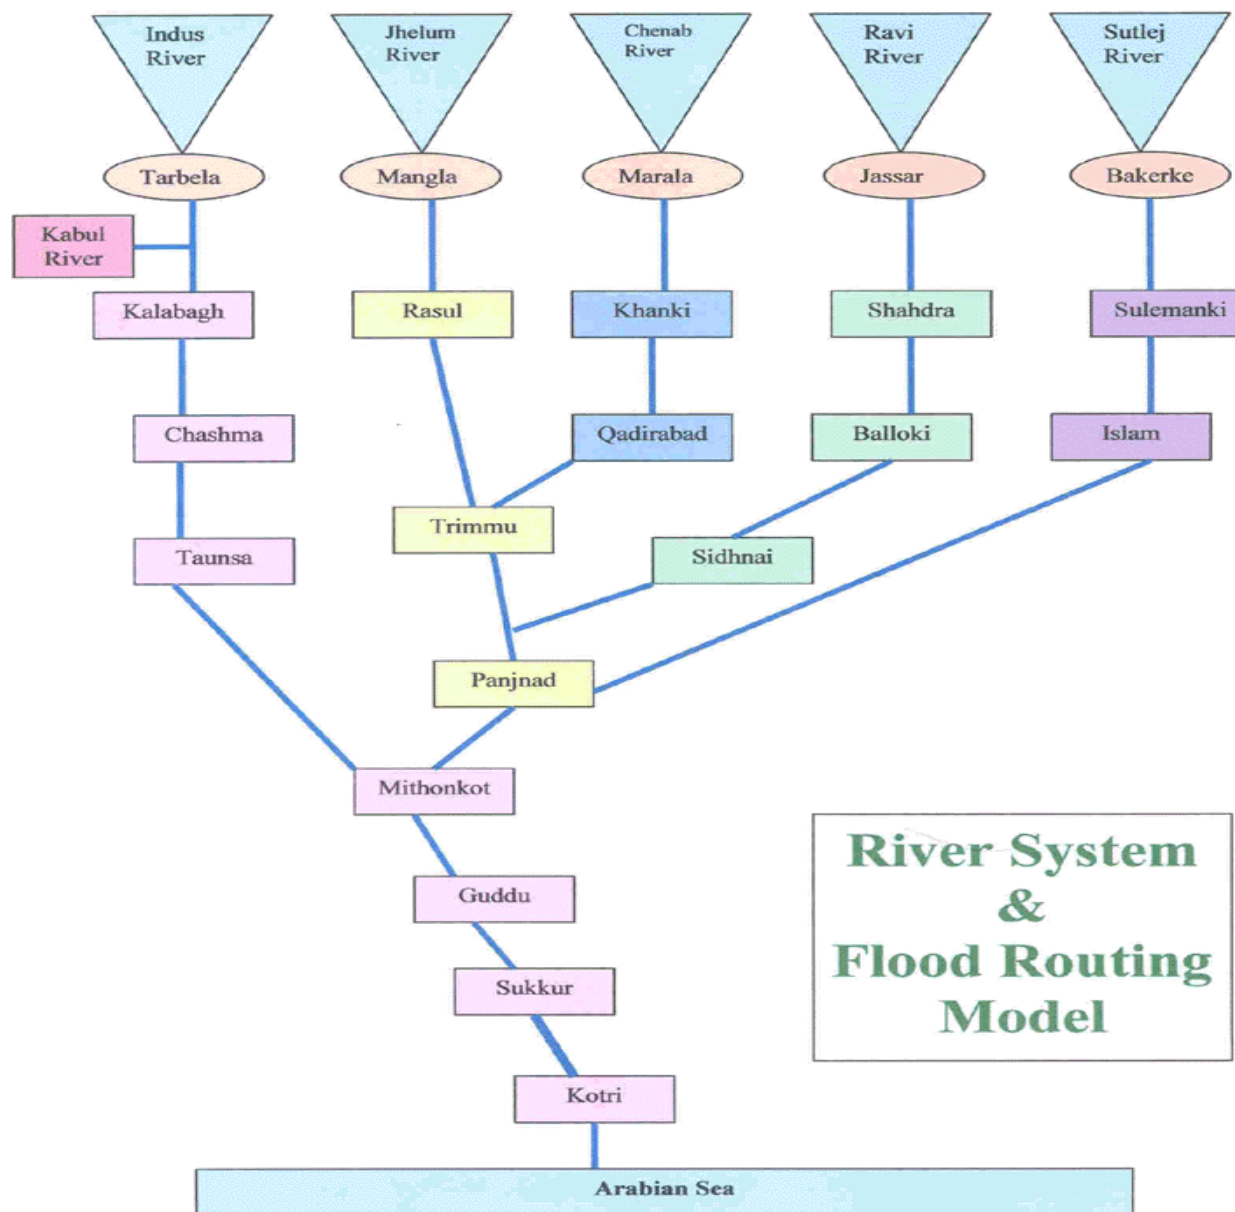 Indus
River
Jhelum
River
Chenab
River
Ravi
River
Sutlej
River
Tarbela
Mangla
Marala
Jassar
Bakerke
Kabul
River
Kalabagh
Rasul
Khanki
Shahdra
Sulemanki
Chashma
Qadirabad
Balloki
Islam
Trimmu
Taunsa
Sidhnai
Panjnad
Mithonkot
Guddu
Sukkur
Kotri
River System
&
Flood Routing
Model
Arabian Sea